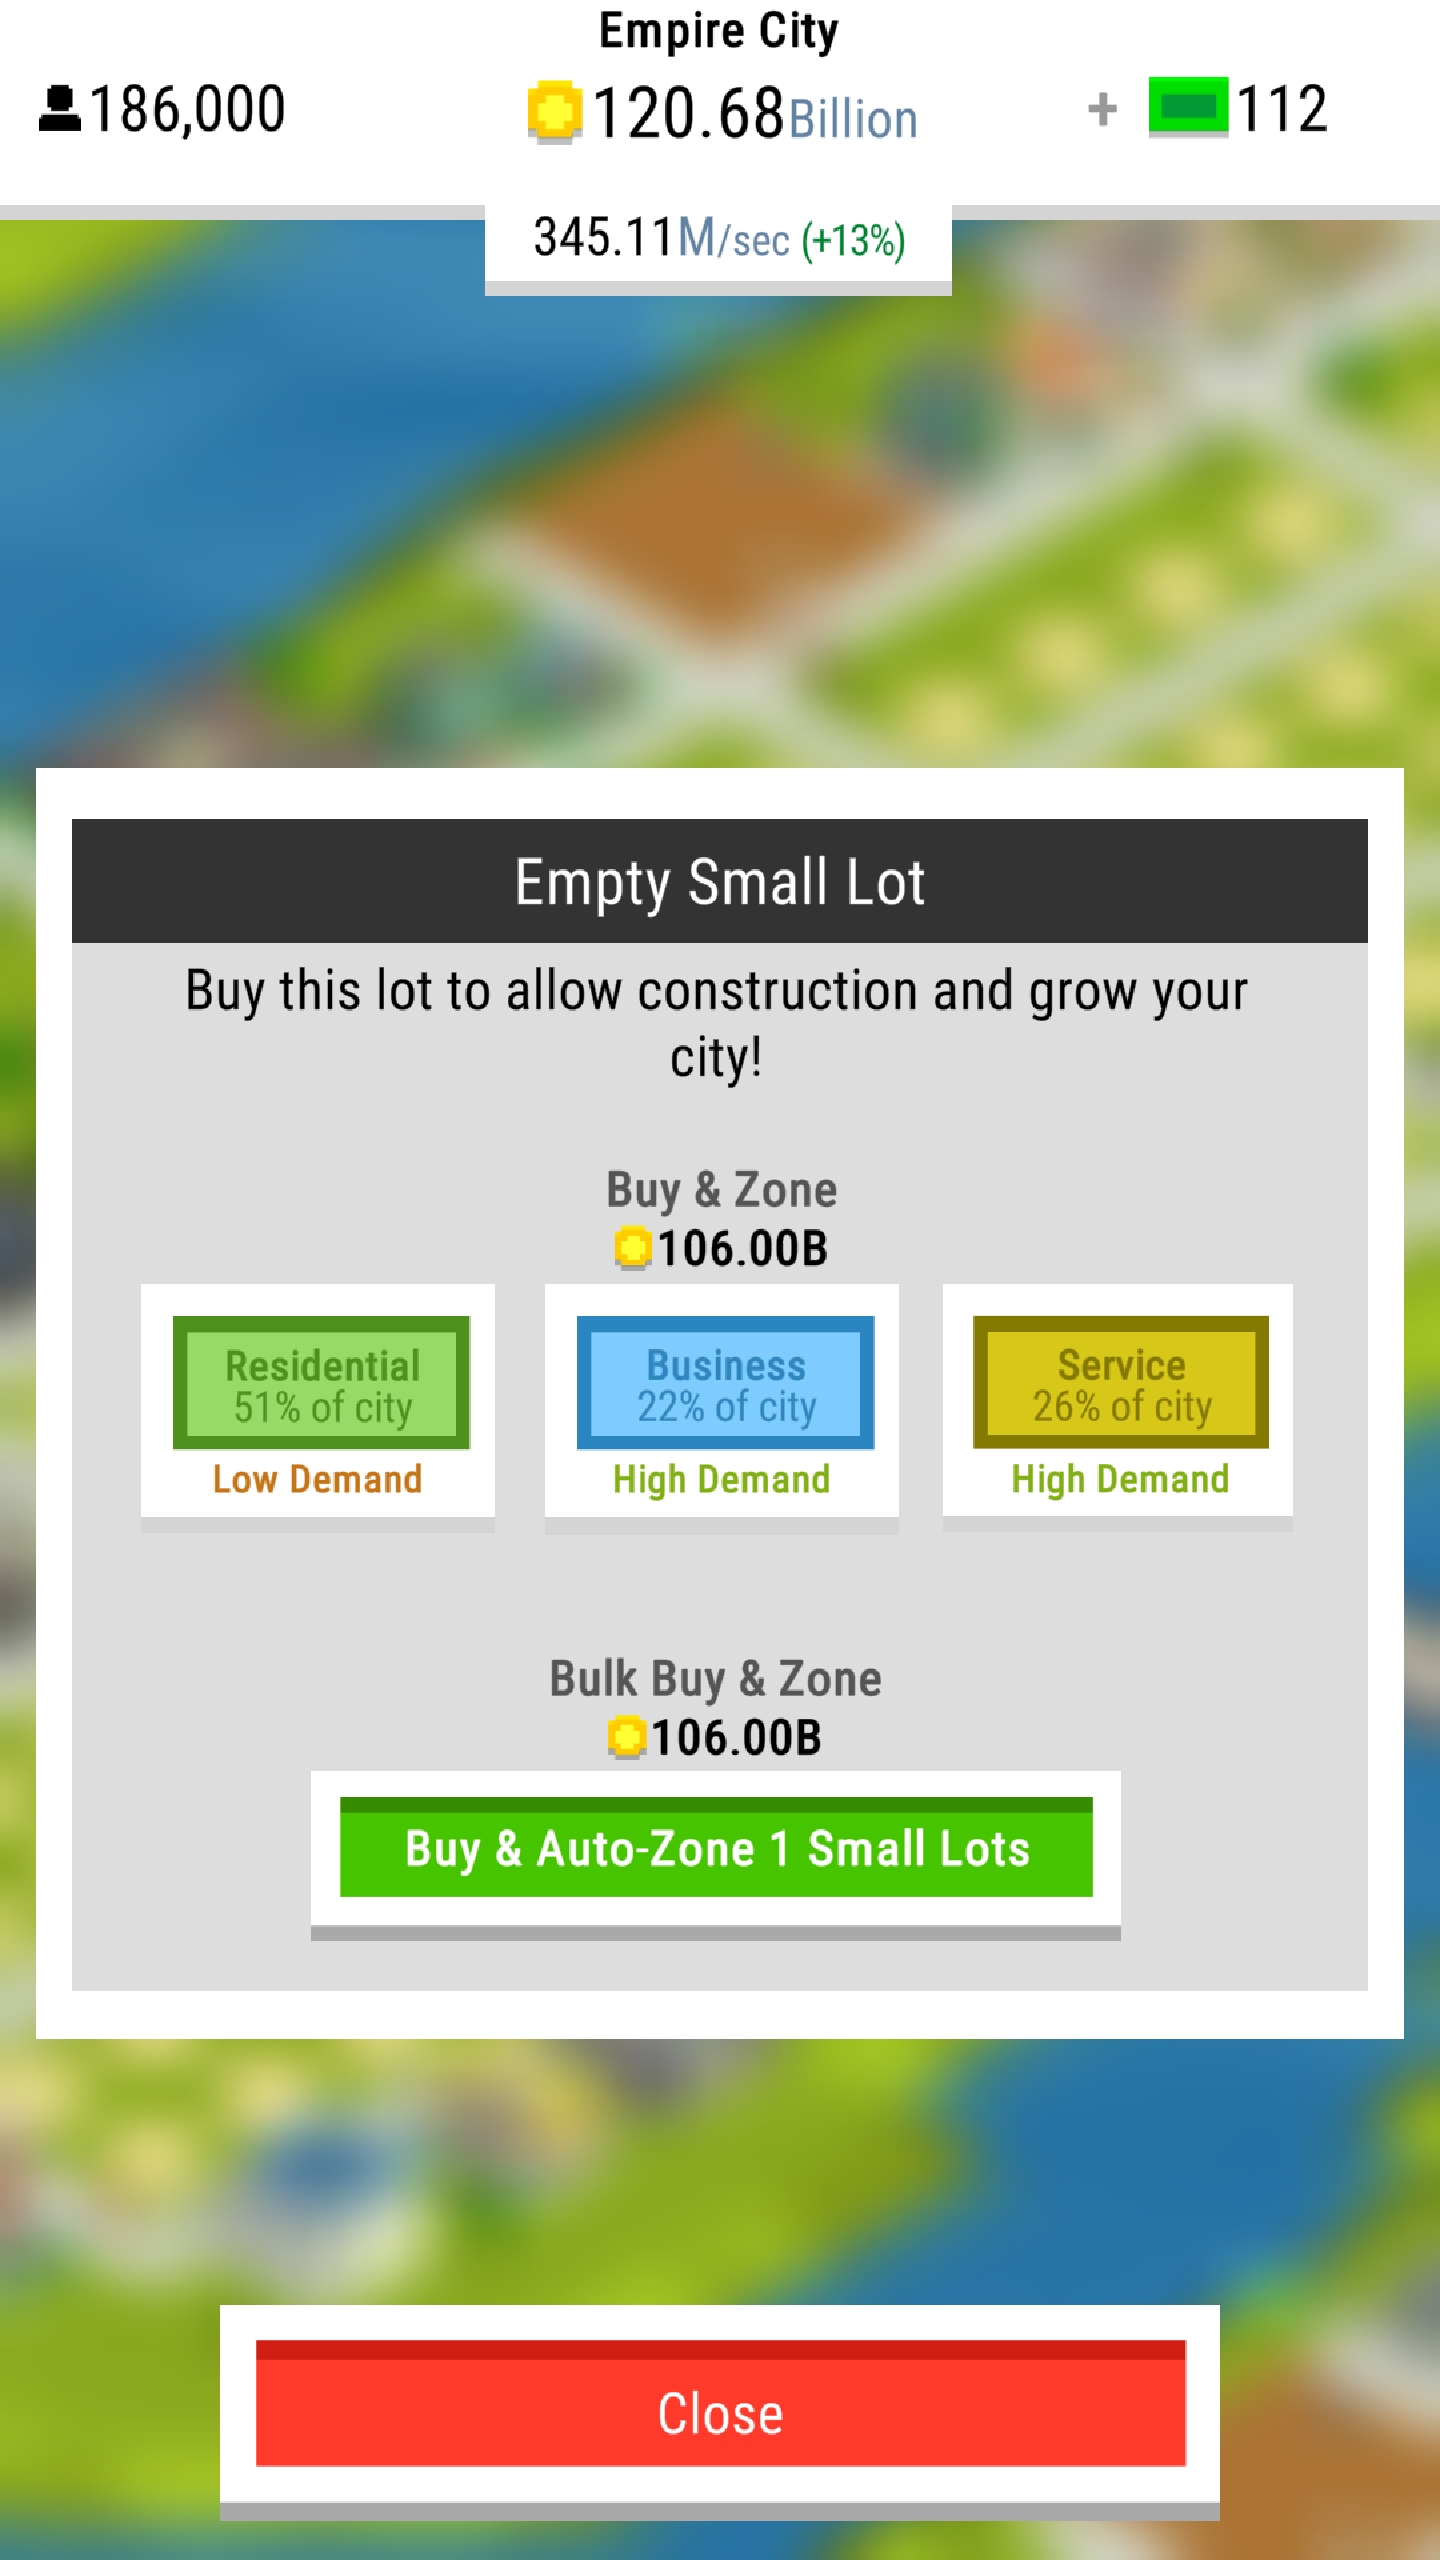 Empire City
186,000
120.68Billion
+ 112
345.11M/sec (+13%)
Empty Small Lot
Buy this lot to allow construction and grow your
city!
Buy & Zone
106.00B
Residential
51% of city
Low Demand
Business
22% of city
High Demand
Service
26% of city
High Demand
Bulk Buy & Zone
106.00B
Buy & Auto-Zone 1 Small Lots
Close